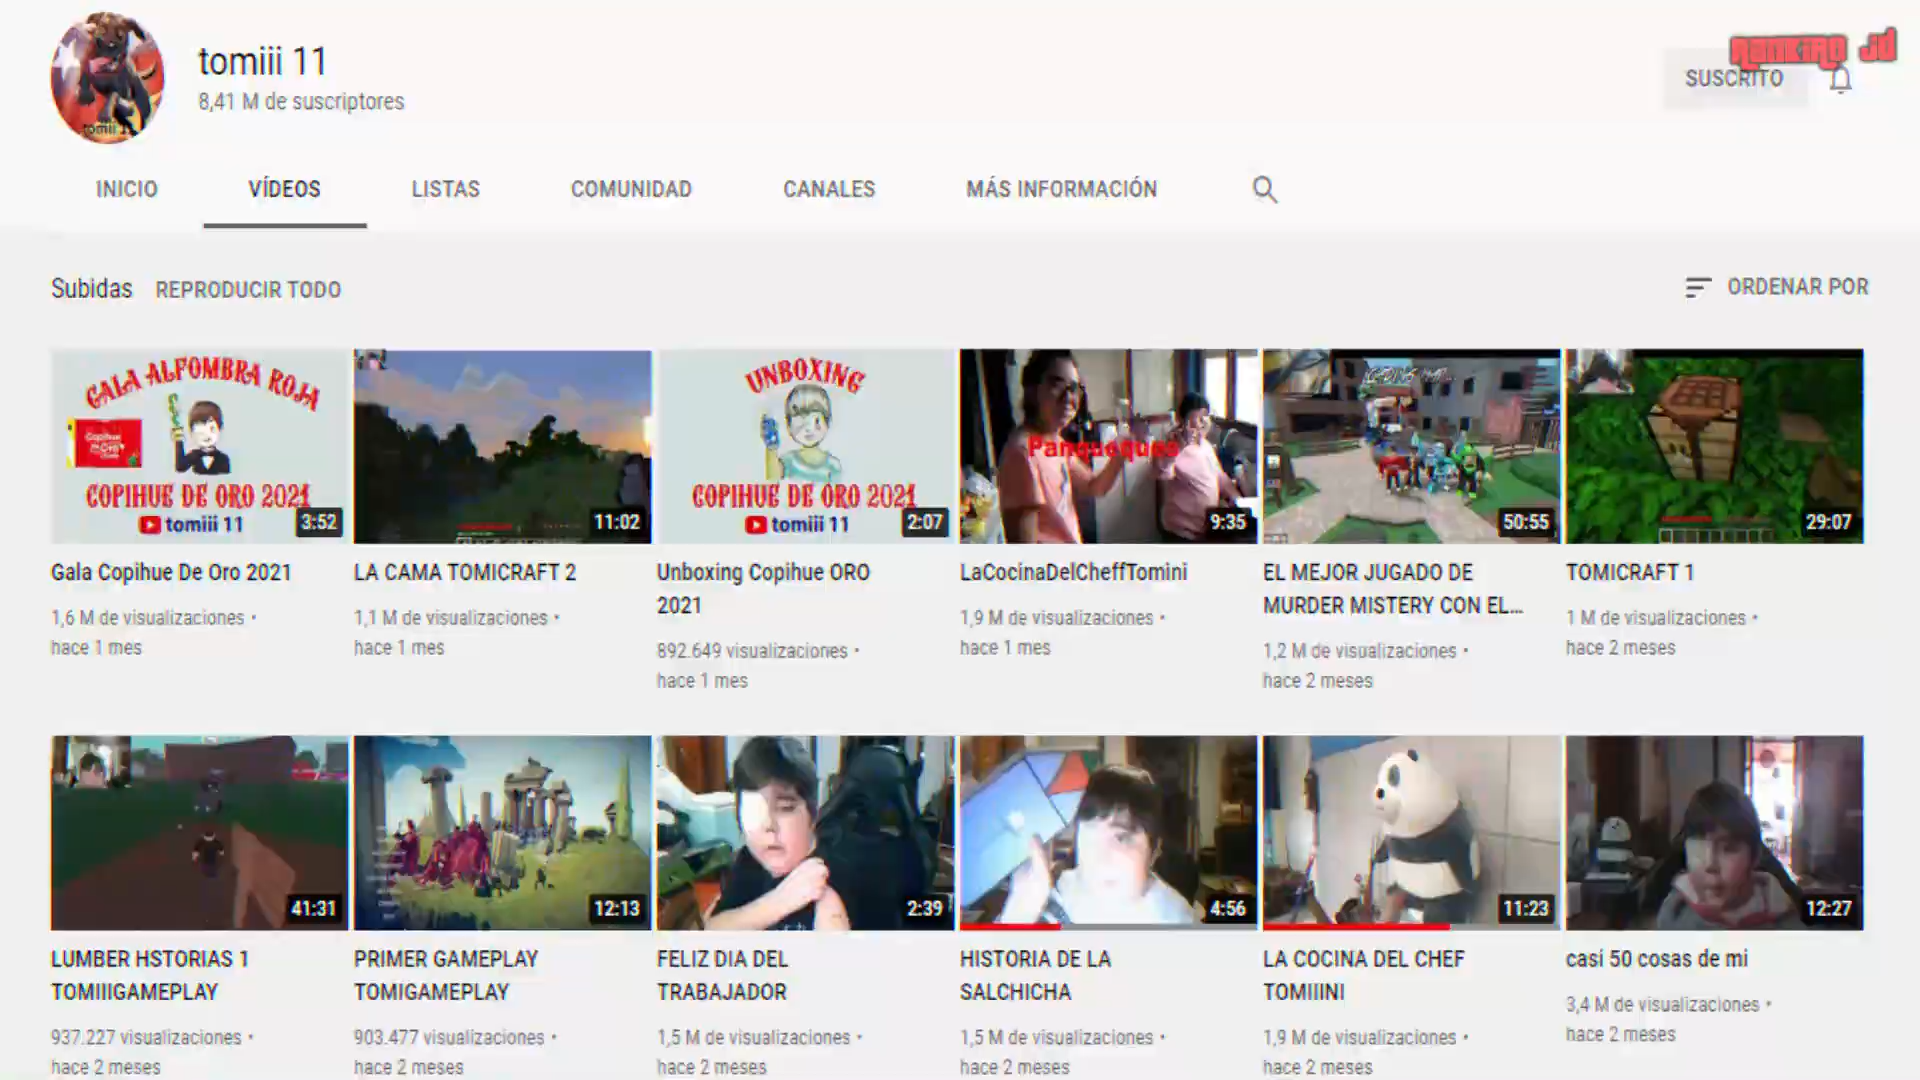 tomiii 11
8,41 M de suscriptores
RANKING JD
SUSCRITO
INICIO
VÍDEOS
LISTAS
COMUNIDAD
CANALES
MÁS INFORMACIÓN
Subidas
REPRODUCIR TODO
ORDENAR POR
GALA ALFOMBRA ROJA
Copihue
De Oro
COPIHUE DE ORO 2021
tomiii 11
3:52
11:02
UNBOXING
COPIHUE DE ORO 2021
tomiii 11
2:07
Panqueques
9:35
50:55
29:07
Gala Copihue De Oro 2021
1,6 M de visualizaciones •
hace 1 mes
LA CAMA TOMICRAFT 2
1,1 M de visualizaciones •
hace 1 mes
Unboxing Copihue ORO
2021
892.649 visualizaciones •
hace 1 mes
LaCocinaDelCheffTomini
1,9 M de visualizaciones •
hace 1 mes
EL MEJOR JUGADO DE
MURDER MISTERY CON EL...
1,2 M de visualizaciones •
hace 2 meses
TOMICRAFT 1
1 M de visualizaciones •
hace 2 meses
41:31
12:13
2:39
4:56
11:23
12:27
LUMBER HSTORIAS 1
TOMIIIGAMEPLAY
937.227 visualizaciones •
hace 2 meses
PRIMER GAMEPLAY
TOMIGAMEPLAY
903.477 visualizaciones •
hace 2 meses
FELIZ DIA DEL
TRABAJADOR
1,5 M de visualizaciones •
hace 2 meses
HISTORIA DE LA
SALCHICHA
1,5 M de visualizaciones •
hace 2 meses
LA COCINA DEL CHEF
TOMIIINI
1,9 M de visualizaciones •
hace 2 meses
casi 50 cosas de mi
3,4 M de visualizaciones •
hace 2 meses